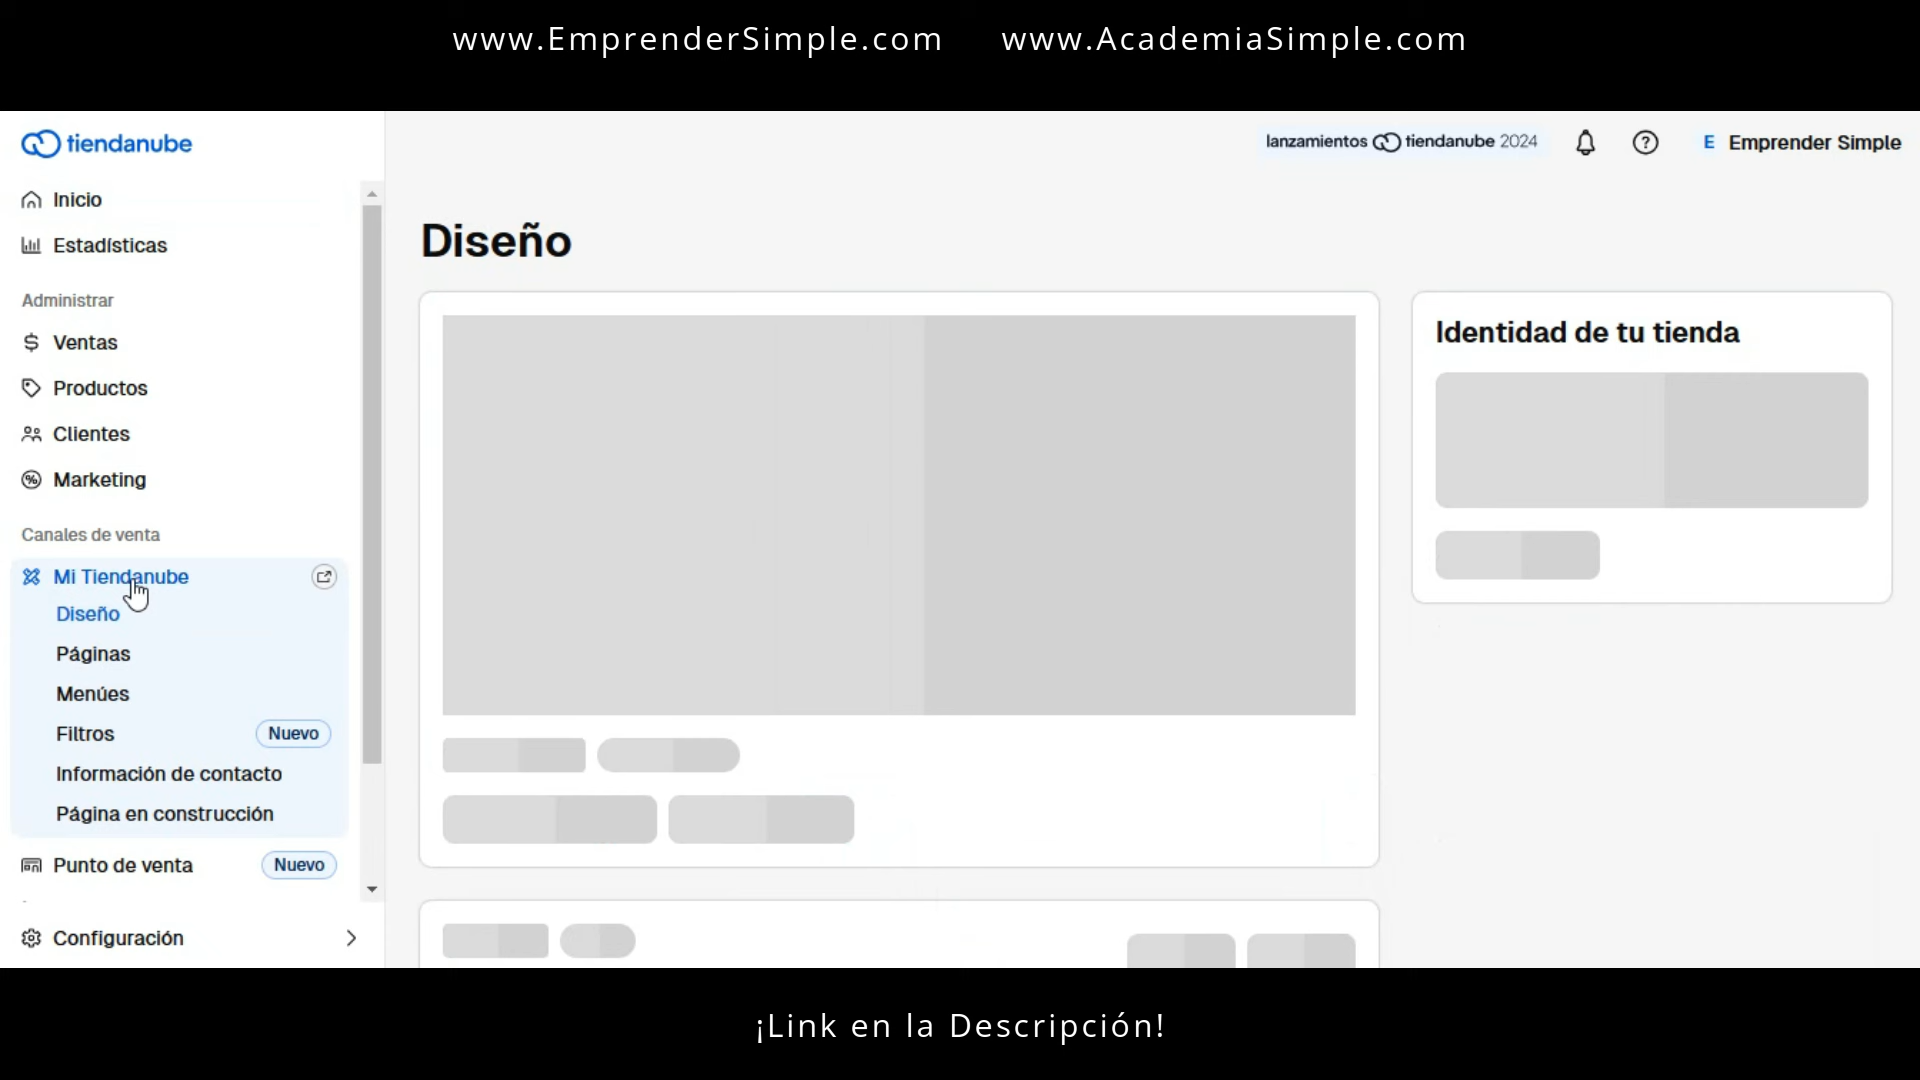 www.EmprenderSimple.com www.AcademiaSimple.com
tiendanube
lanzamientos tiendanube 2024
E Emprender Simple
Inicio
Estadísticas
Administrar
Ventas
Productos
Clientes
Marketing
Canales de venta
Mi Tiendanube
Diseño
Páginas
Menúes
Filtros Nuevo
Información de contacto
Página en construcción
Punto de venta Nuevo
Configuración
Diseño
Identidad de tu tienda
¡Link en la Descripción!